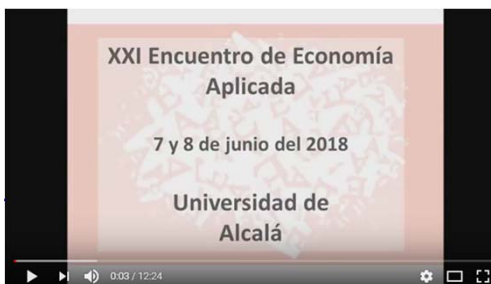 XXI Encuentro de Economía
Aplicada
7 y 8 de junio del 2018
Universidad de
Alcalá
0:03 / 12:24